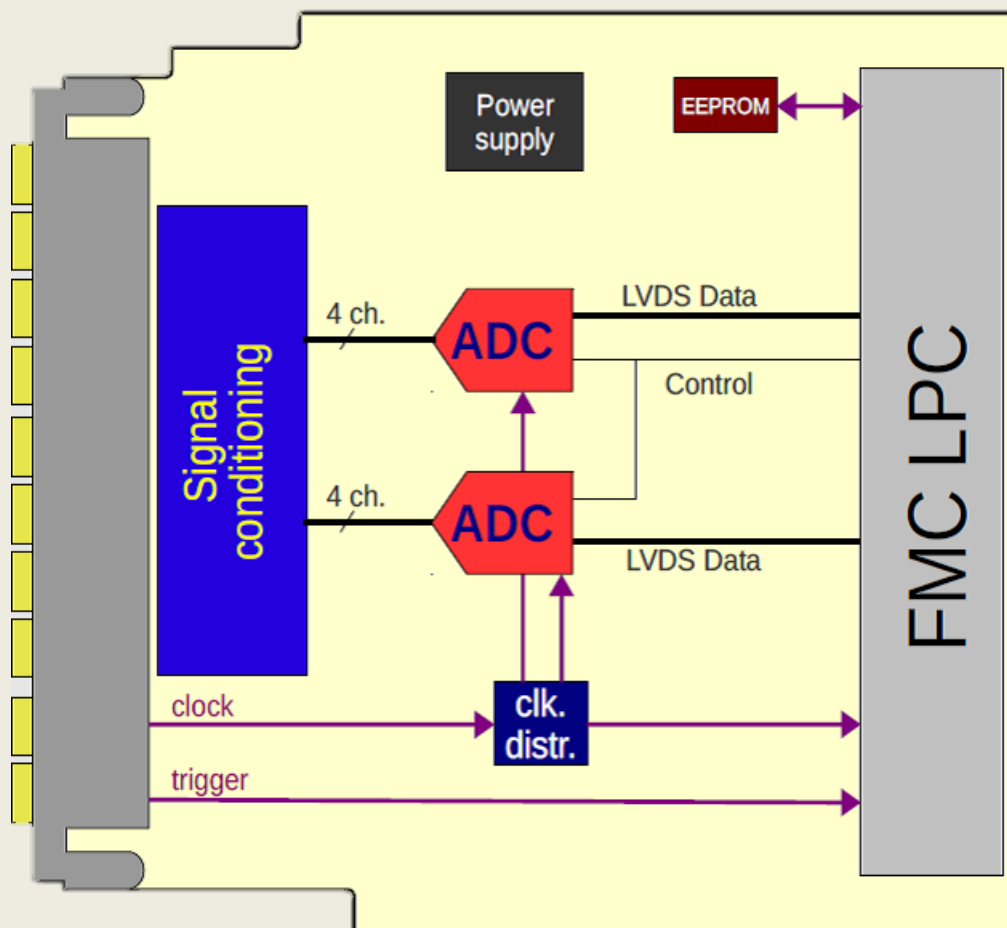 Power
supply
EEPROM
4 ch.
ADC
LVDS Data
Control
Signal
conditioning
4 ch.
ADC
LVDS Data
FMC LPC
clock
clk.
distr.
trigger